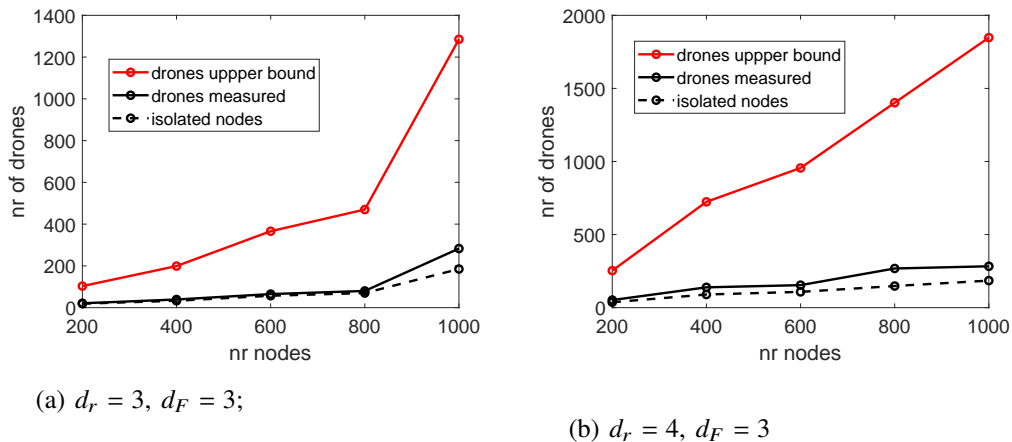 1400
1200
1000
800
600
400
200
0
nr of drones
drones uppper bound
drones measured
isolated nodes
200 400 600 800 1000
nr nodes
(a) d_r = 3, d_F = 3;
2000
1500
1000
500
0
nr of drones
drones uppper bound
drones measured
isolated nodes
200 400 600 800 1000
nr nodes
(b) d_r = 4, d_F = 3